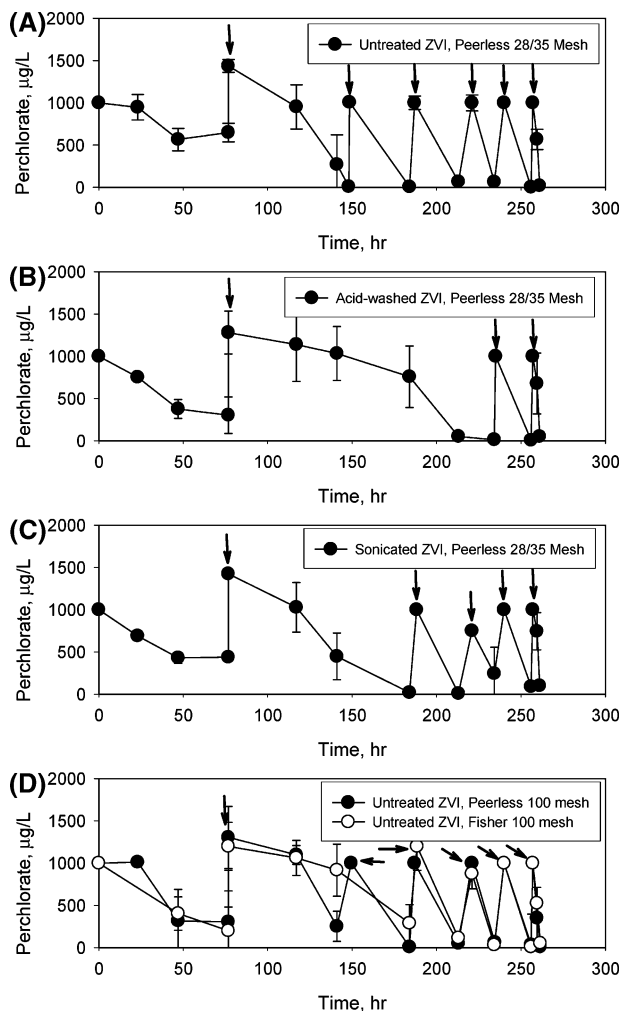 (A)
2000
1500
1000
500
0
Perchlorate, µg/L
Untreated ZVI, Peerless 28/35 Mesh
0 50 100 150 200 250 300
Time, hr
(B)
2000
1500
1000
500
0
Perchlorate, µg/L
Acid-washed ZVI, Peerless 28/35 Mesh
0 50 100 150 200 250 300
Time, hr
(C)
2000
1500
1000
500
0
Perchlorate, µg/L
Sonicated ZVI, Peerless 28/35 Mesh
0 50 100 150 200 250 300
Time, hr
(D)
2000
1500
1000
500
0
Perchlorate, µg/L
Untreated ZVI, Peerless 100 mesh
Untreated ZVI, Fisher 100 mesh
0 50 100 150 200 250 300
Time, hr